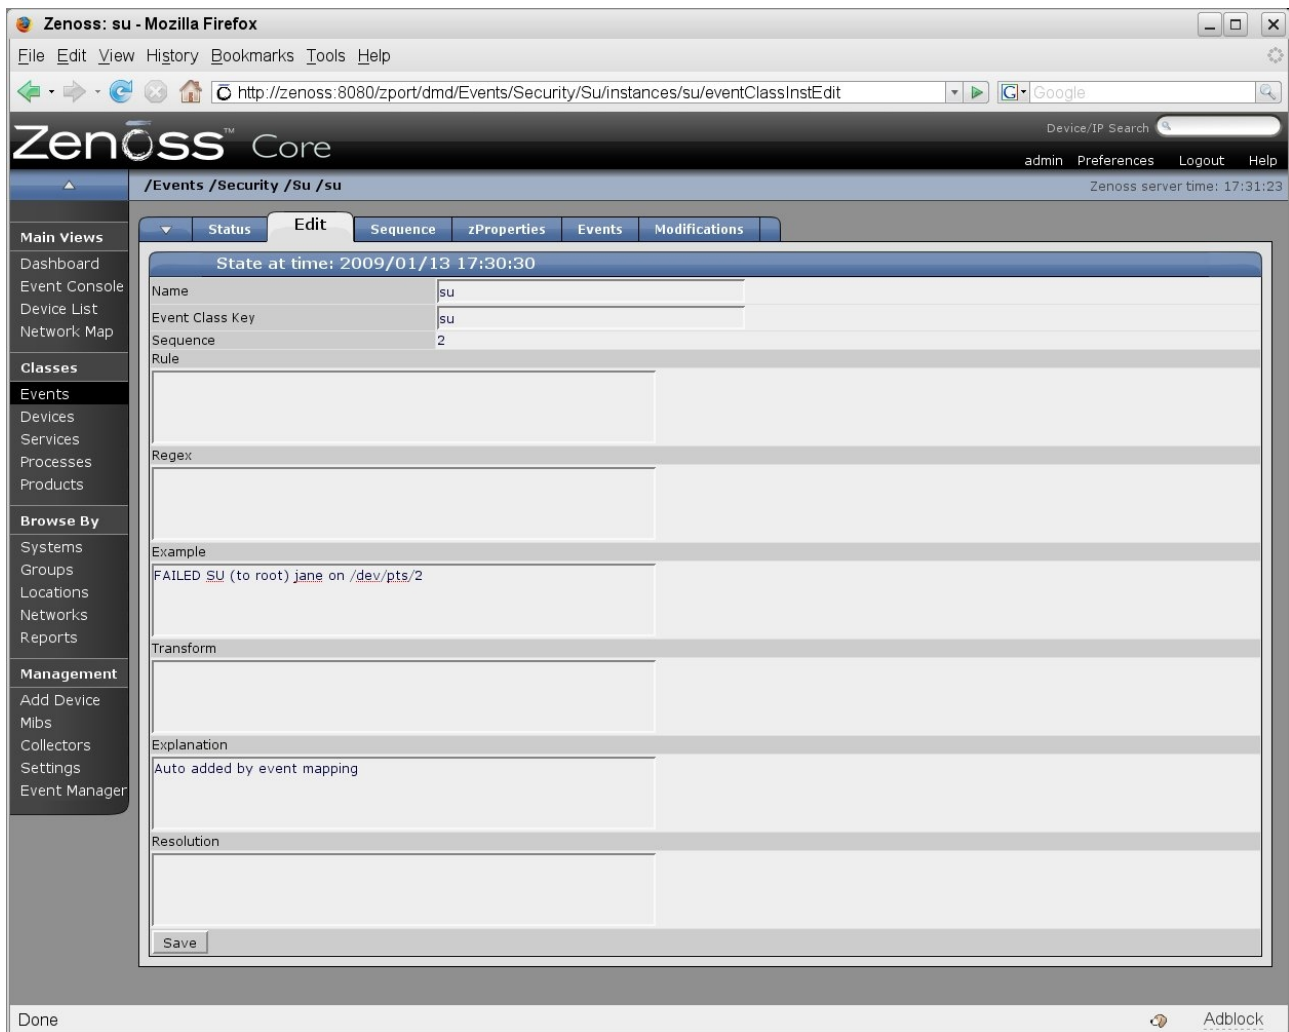 Zenoss: su - Mozilla Firefox
File Edit View History Bookmarks Tools Help
http://zenoss:8080/zport/dmd/Events/Security/Su/instances/su/eventClassInstEdit
G Google
Zenoss™ Core
Device/IP Search
admin Preferences Logout Help
/Events /Security /Su /su
Zenoss server time: 17:31:23
Main Views
Dashboard
Event Console
Device List
Network Map
Classes
Events
Devices
Services
Processes
Products
Browse By
Systems
Groups
Locations
Networks
Reports
Management
Add Device
Mibs
Collectors
Settings
Event Manager
Status Edit Sequence zProperties Events Modifications
State at time: 2009/01/13 17:30:30
Name su
Event Class Key su
Sequence 2
Rule
Regex
Example
FAILED SU (to root) jane on /dev/pts/2
Transform
Explanation
Auto added by event mapping
Resolution
Save
Done
Adblock